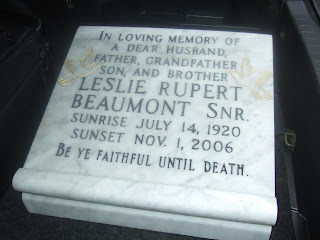 IN LOVING MEMORY OF
A DEAR HUSBAND,
FATHER, GRANDFATHER
SON, AND BROTHER
LESLIE RUPERT
BEAUMONT SNR.
SUNRISE JULY 14, 1920
SUNSET NOV. 1, 2006
BE YE FAITHFUL UNTIL DEATH.